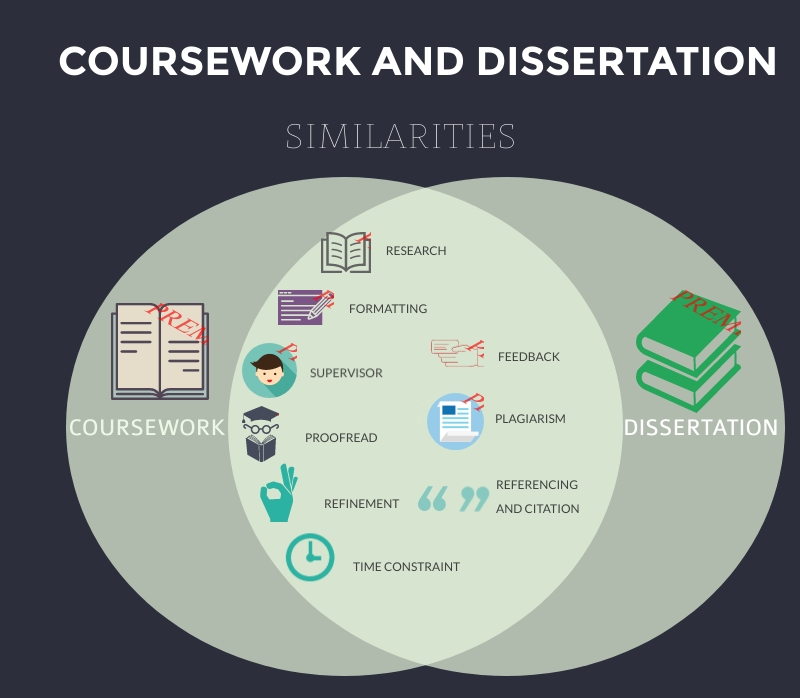 COURSEWORK AND DISSERTATION
SIMILARITIES
RESEARCH
FORMATTING
SUPERVISOR
FEEDBACK
PROOFREAD
PLAGIARISM
REFINEMENT
REFERENCING
AND CITATION
TIME CONSTRAINT
COURSEWORK
DISSERTATION